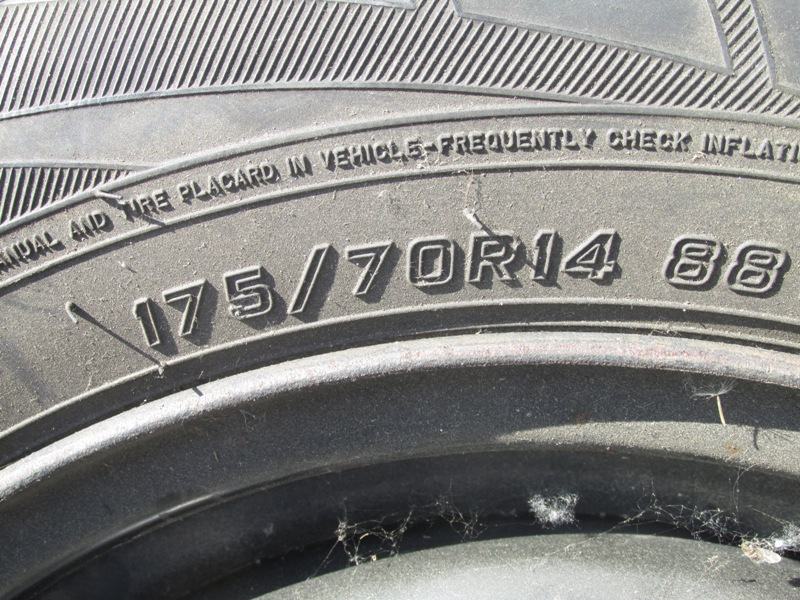 ANUAL AND TIRE PLACARD IN VEHICLE-FREQUENTLY CHECK INFLATI
175/70R14 88